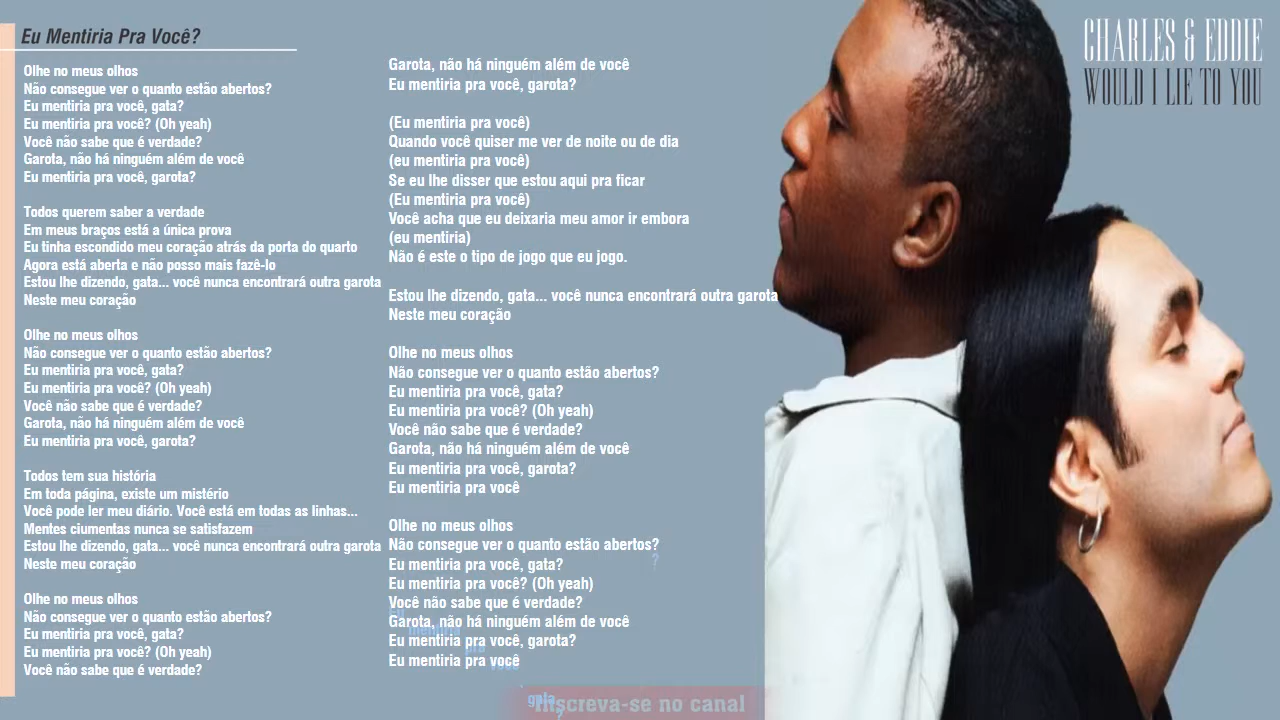 Eu Mentiria Pra Você?
Olhe no meus olhos
Não consegue ver o quanto estão abertos?
Eu mentiria pra você, gata?
Eu mentiria pra você? (Oh yeah)
Você não sabe que é verdade?
Garota, não há ninguém além de você
Eu mentiria pra você, garota?
Todos querem saber a verdade
Em meus braços está a única prova
Eu tinha escondido meu coração atrás da porta do quarto
Agora está aberta e não posso mais fazê-lo
Estou lhe dizendo, gata... você nunca encontrará outra garota
Neste meu coração
Olhe no meus olhos
Não consegue ver o quanto estão abertos?
Eu mentiria pra você, gata?
Eu mentiria pra você? (Oh yeah)
Você não sabe que é verdade?
Garota, não há ninguém além de você
Eu mentiria pra você, garota?
Todos tem sua história
Em toda página, existe um mistério
Você pode ler meu diário. Você está em todas as linhas...
Mentes ciumentas nunca se satisfazem
Estou lhe dizendo, gata... você nunca encontrará outra garota
Neste meu coração
Olhe no meus olhos
Não consegue ver o quanto estão abertos?
Eu mentiria pra você, gata?
Eu mentiria pra você? (Oh yeah)
Você não sabe que é verdade?
Garota, não há ninguém além de você
Eu mentiria pra você, garota?
(Eu mentiria pra você)
Quando você quiser me ver de noite ou de dia
(eu mentiria pra você)
Se eu lhe disser que estou aqui pra ficar
(Eu mentiria pra você)
Você acha que eu deixaria meu amor ir embora
(eu mentiria)
Não é este o tipo de jogo que eu jogo.
Estou lhe dizendo, gata... você nunca encontrará outra garota
Neste meu coração
Olhe no meus olhos
Não consegue ver o quanto estão abertos?
Eu mentiria pra você, gata?
Eu mentiria pra você? (Oh yeah)
Você não sabe que é verdade?
Garota, não há ninguém além de você
Eu mentiria pra você, garota?
Eu mentiria pra você
Olhe no meus olhos
Não consegue ver o quanto estão abertos?
Eu mentiria pra você, gata?
Eu mentiria pra você? (Oh yeah)
Você não sabe que é verdade?
Garota, não há ninguém além de você
Eu mentiria pra você, garota?
Eu mentiria pra você
Inscreva-se no canal
CHARLES & EDDIE
WOULD I LIE TO YOU